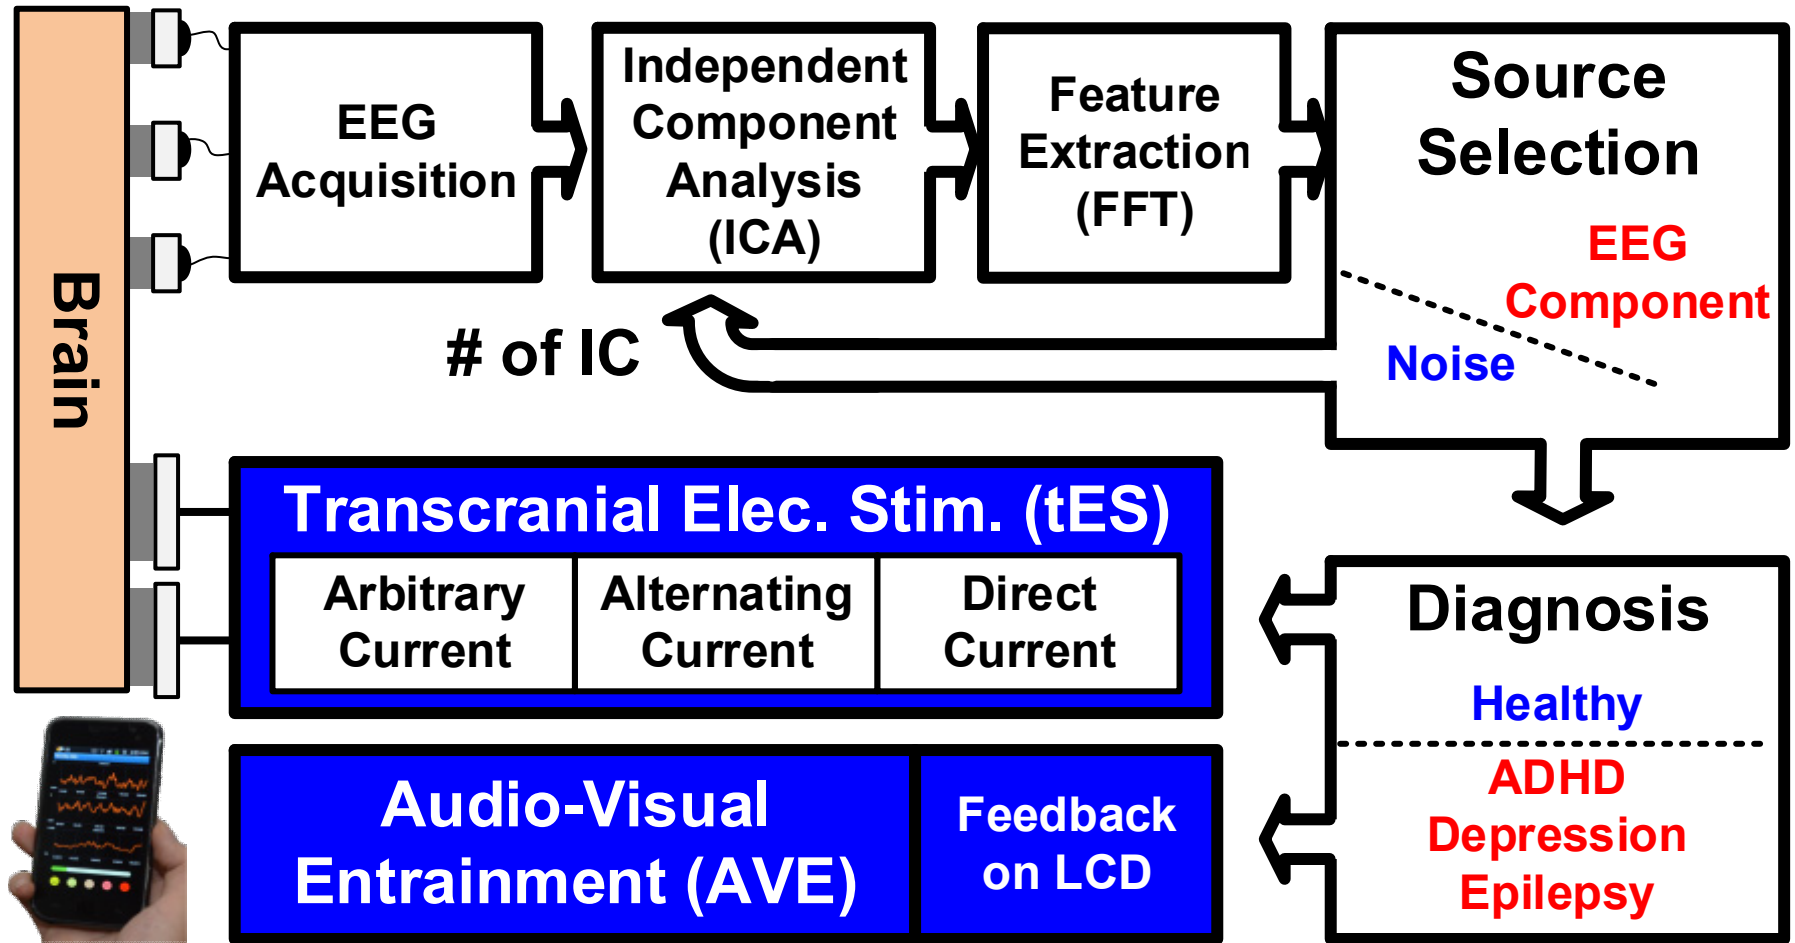 Brain
EEG
Acquisition
Independent
Component
Analysis
(ICA)
Feature
Extraction
(FFT)
Source
Selection
EEG
Component
Noise
# of IC
Transcranial Elec. Stim. (tES)
Arbitrary
Current
Alternating
Current
Direct
Current
Diagnosis
Healthy
ADHD
Depression
Epilepsy
Audio-Visual
Entrainment (AVE)
Feedback
on LCD